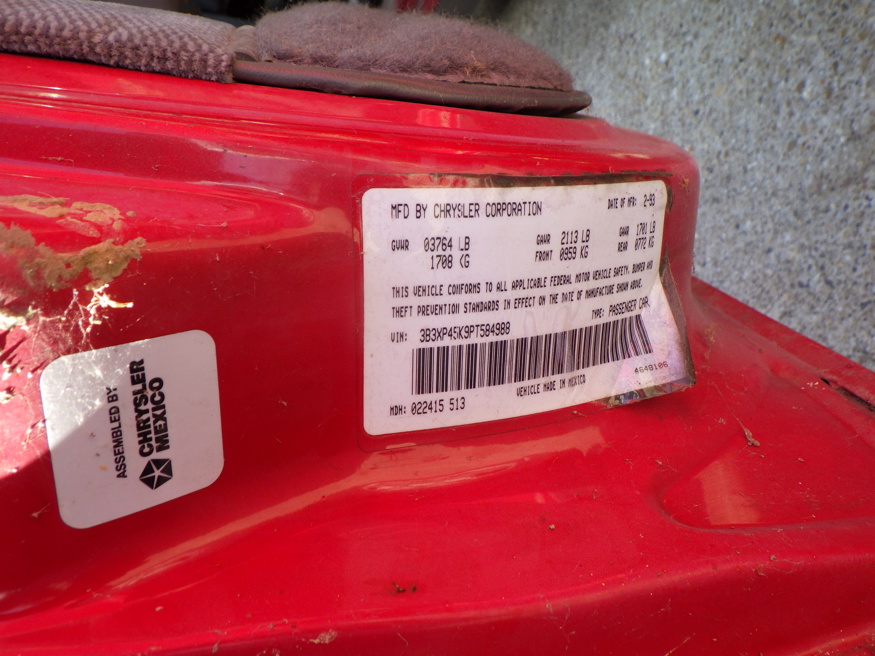 MFD BY CHRYSLER CORPORATION DATE OF MFR: 2-93
GVWR 03764 LB GAWR 2113 LB GAWR 1701 LB
1708 KG FRONT 0959 KG REAR 0772 KG
THIS VEHICLE CONFORMS TO ALL APPLICABLE FEDERAL MOTOR VEHICLE SAFETY, BUMPER AND
THEFT PREVENTION STANDARDS IN EFFECT ON THE DATE OF MANUFACTURE SHOWN ABOVE.
VIN: 3B3XP45K9PT584988 TYPE: PASSENGER CAR
VEHICLE MADE IN MEXICO 4648106
MDH: 022415 513
ASSEMBLED BY
CHRYSLER
MEXICO